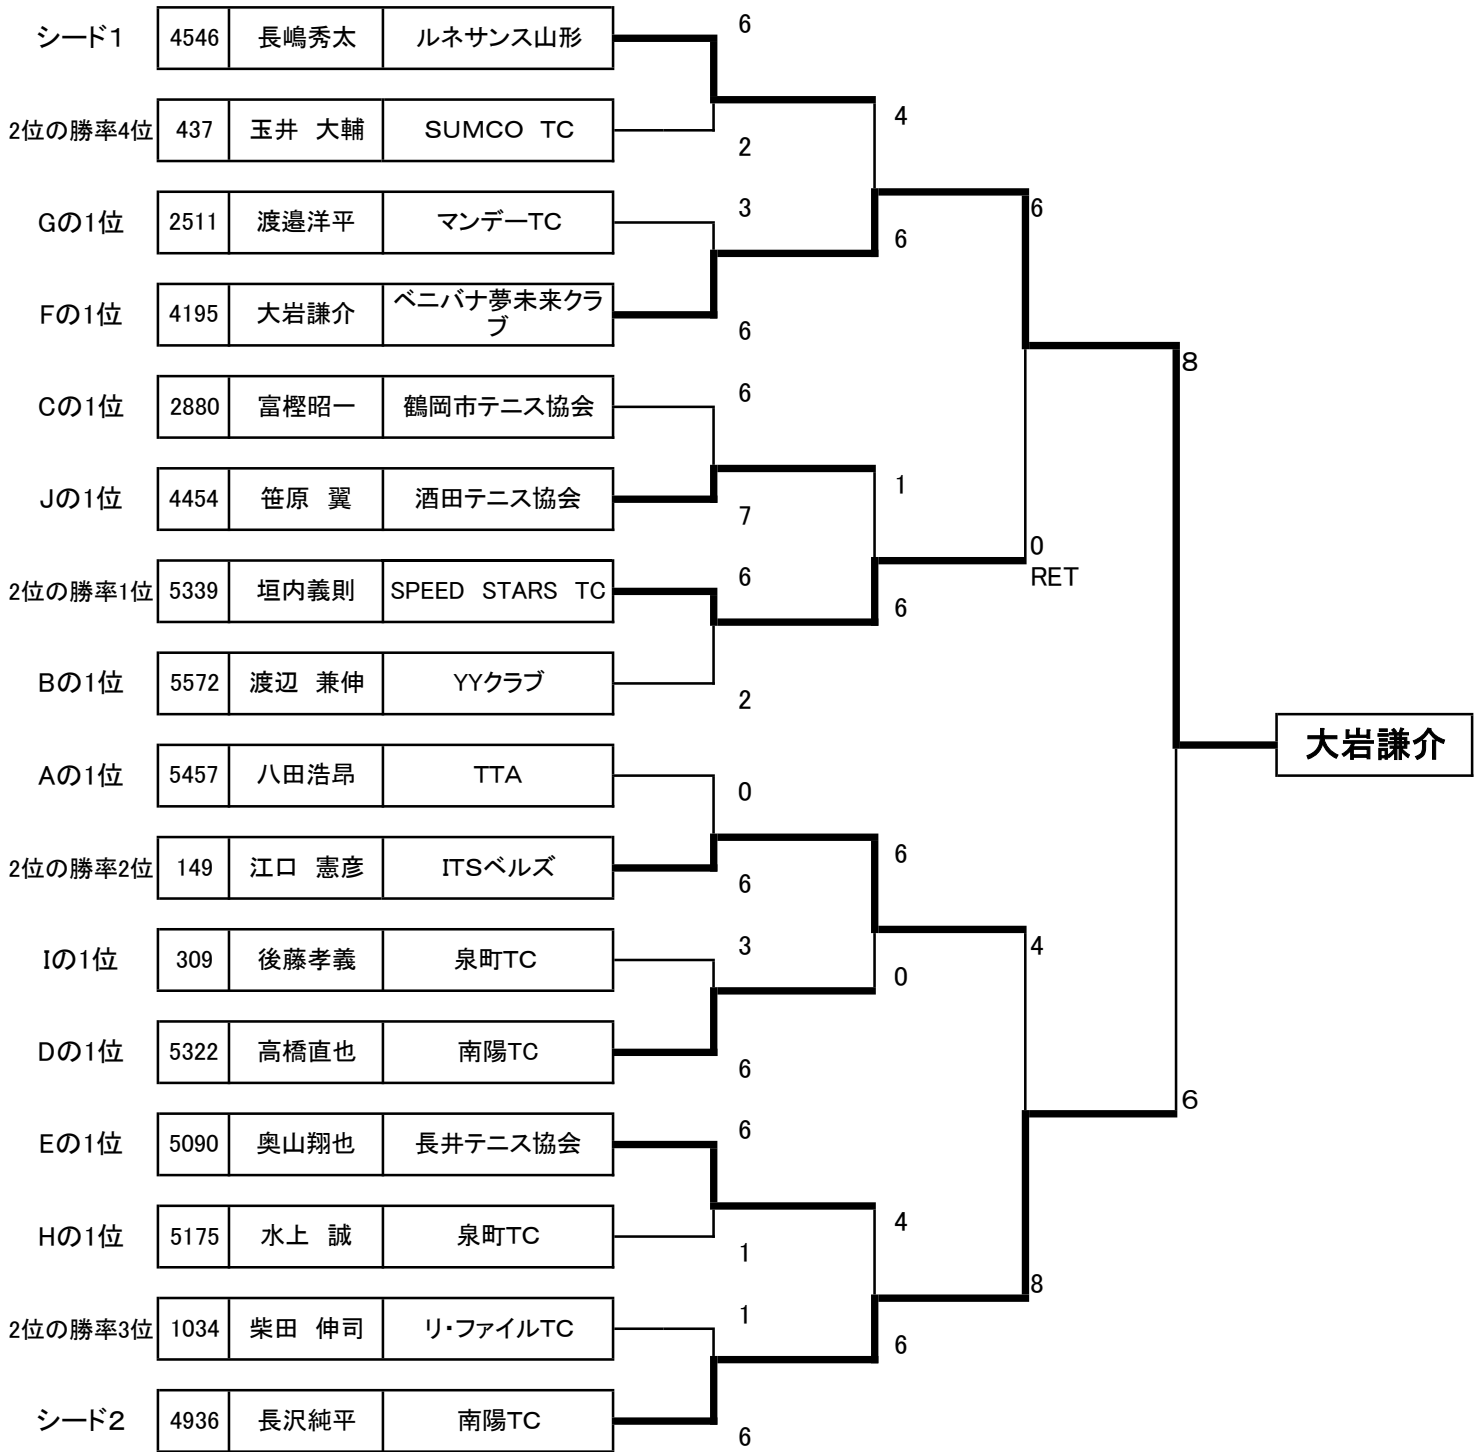 シード1 4546 長嶋秀太 ルネサンス山形 6
4
2位の勝率4位 437 玉井 大輔 SUMCO TC 2
Gの1位 2511 渡邉洋平 マンデーTC 3 6
6
Fの1位 4195 大岩謙介 ベニバナ夢未来クラ
ブ 6
8
Cの1位 2880 富樫昭一 鶴岡市テニス協会 6
1
Jの1位 4454 笹原 翼 酒田テニス協会 7
0
RET
2位の勝率1位 5339 垣内義則 SPEED STARS TC 6
6
Bの1位 5572 渡辺 兼伸 YYクラブ 2
大岩謙介
Aの1位 5457 八田浩昂 TTA 0
6
2位の勝率2位 149 江口 憲彦 ITSベルズ 6
Iの1位 309 後藤孝義 泉町TC 3 4
0
Dの1位 5322 高橋直也 南陽TC 6
6
Eの1位 5090 奥山翔也 長井テニス協会 6
4
Hの1位 5175 水上 誠 泉町TC 1
8
2位の勝率3位 1034 柴田 伸司 リ・ファイルTC 1
6
シード2 4936 長沢純平 南陽TC 6